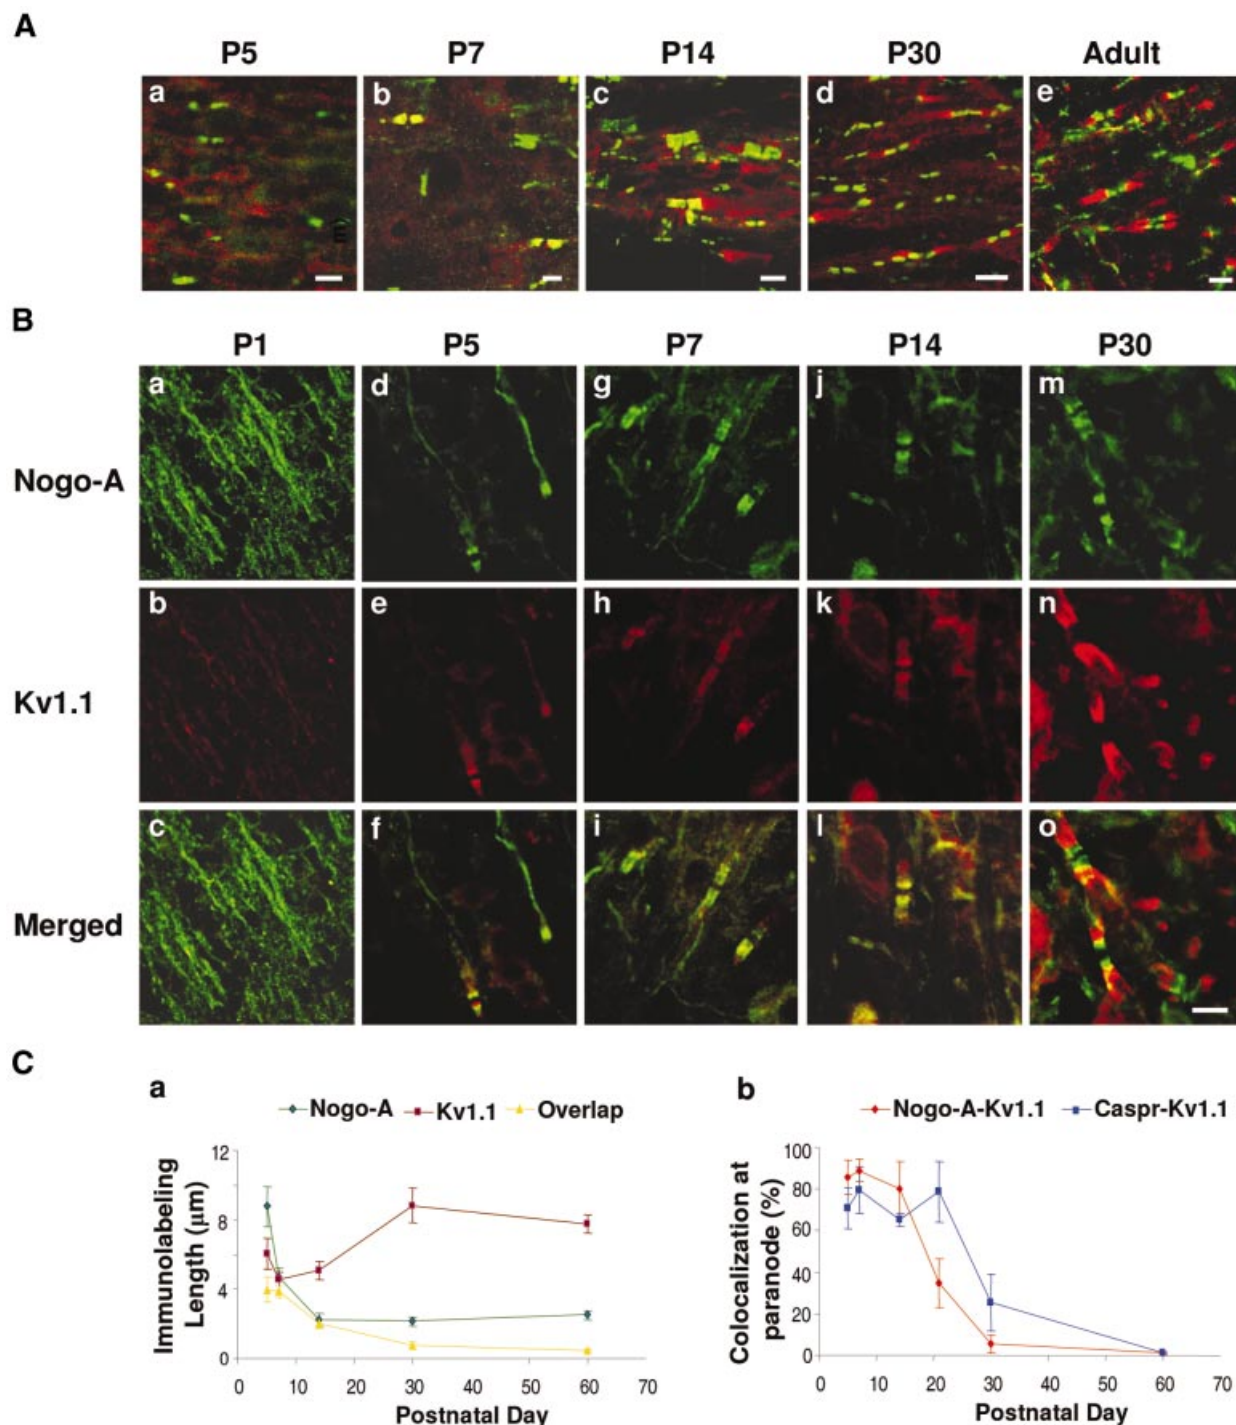 A
P5 P7 P14 P30 Adult
a b c d e
B
P1 P5 P7 P14 P30
a d g j m
Nogo-A
b e h k n
Kv1.1
c f i l o
Merged
C
a
Nogo-A Kv1.1 Overlap
Immunolabeling
Length (μm)
12
8
4
0
0 10 20 30 40 50 60 70
Postnatal Day
b
Nogo-A-Kv1.1 Caspr-Kv1.1
Colocalization at
paranode (%)
100
80
60
40
20
0
0 10 20 30 40 50 60 70
Postnatal Day